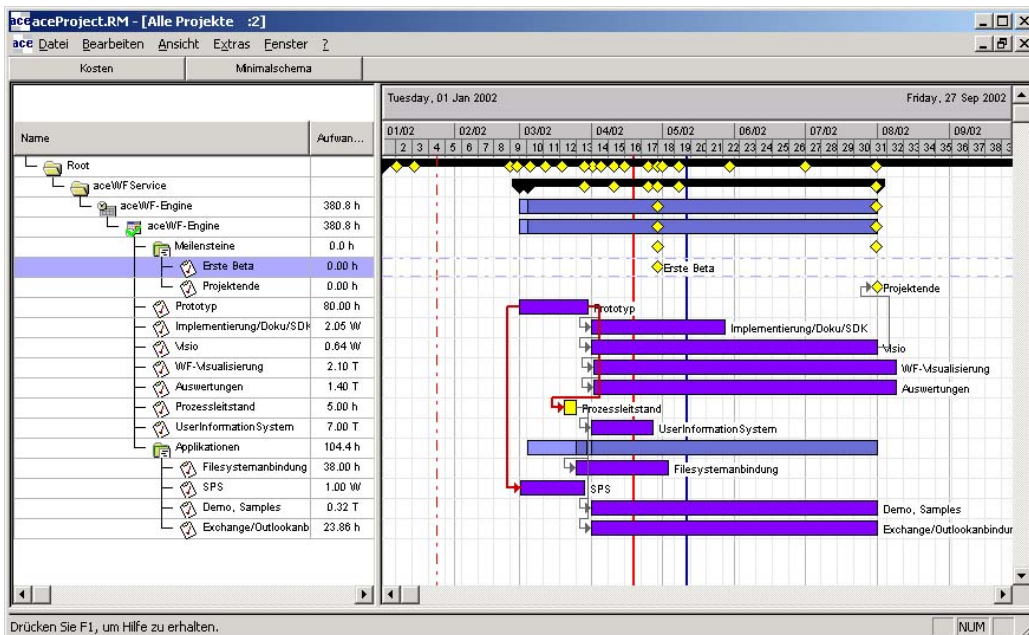 ace aceProject.RM - [Alle Projekte :2]
ace Datei Bearbeiten Ansicht Extras Fenster ?
Kosten Minimalschema
Tuesday, 01 Jan 2002 Friday, 27 Sep 2002
Name Aufwan...
01/02 02/02 03/02 04/02 05/02 06/02 07/02 08/02 09/02
2 3 4 5 6 7 8 9 10 11 12 13 14 15 16 17 18 19 20 21 22 23 24 25 26 27 28 29 30 31 32 33 34 35 36 37 38
Root
aceWFService
aceWF-Engine 380.8 h
aceWF-Engine 380.8 h
Meilensteine 0.0 h
Erste Beta 0.00 h Erste Beta
Projektende 0.00 h Projektende
Prototyp 80.00 h Prototyp
Implementierung/Doku/SDK 2.05 W Implementierung/Doku/SDK
Visio 0.64 W Visio
WF-Visualisierung 2.10 T WF-Visualisierung
Auswertungen 1.40 T Auswertungen
Prozessleitstand 5.00 h Prozessleitstand
UserInformationSystem 7.00 T UserInformationSystem
Applikationen 104.4 h
Filesystemanbindung 38.00 h Filesystemanbindung
SPS 1.00 W SPS
Demo, Samples 0.32 T Demo, Samples
Exchange/Outlookanb 23.86 h Exchange/Outlookanbindur
Drücken Sie F1, um Hilfe zu erhalten. NUM